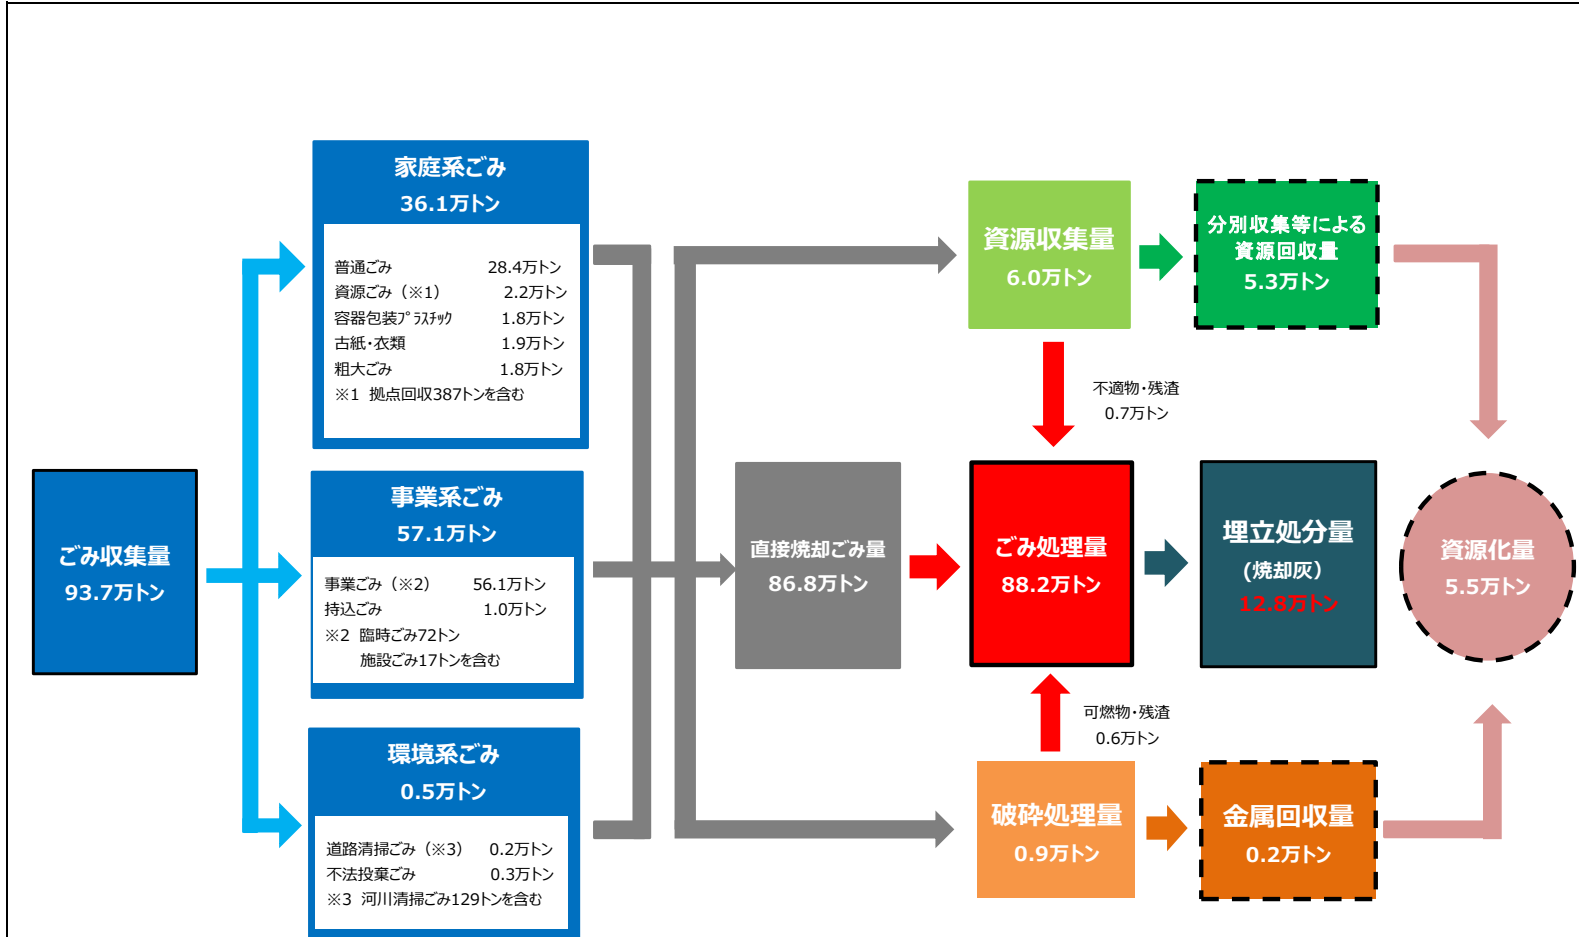 ごみ収集量
93.7万トン
家庭系ごみ
36.1万トン
普通ごみ 28.4万トン
資源ごみ（※1） 2.2万トン
容器包装ﾌﾟﾗｽﾁｯｸ 1.8万トン
古紙・衣類 1.9万トン
粗大ごみ 1.8万トン
※1 拠点回収387トンを含む
事業系ごみ
57.1万トン
事業ごみ（※2） 56.1万トン
持込ごみ 1.0万トン
※2 臨時ごみ72トン
施設ごみ17トンを含む
環境系ごみ
0.5万トン
道路清掃ごみ（※3） 0.2万トン
不法投棄ごみ 0.3万トン
※3 河川清掃ごみ129トンを含む
直接焼却ごみ量
86.8万トン
資源収集量
6.0万トン
不適物・残渣
0.7万トン
ごみ処理量
88.2万トン
可燃物・残渣
0.6万トン
破砕処理量
0.9万トン
分別収集等による
資源回収量
5.3万トン
埋立処分量
(焼却灰）
12.8万トン
金属回収量
0.2万トン
資源化量
5.5万トン